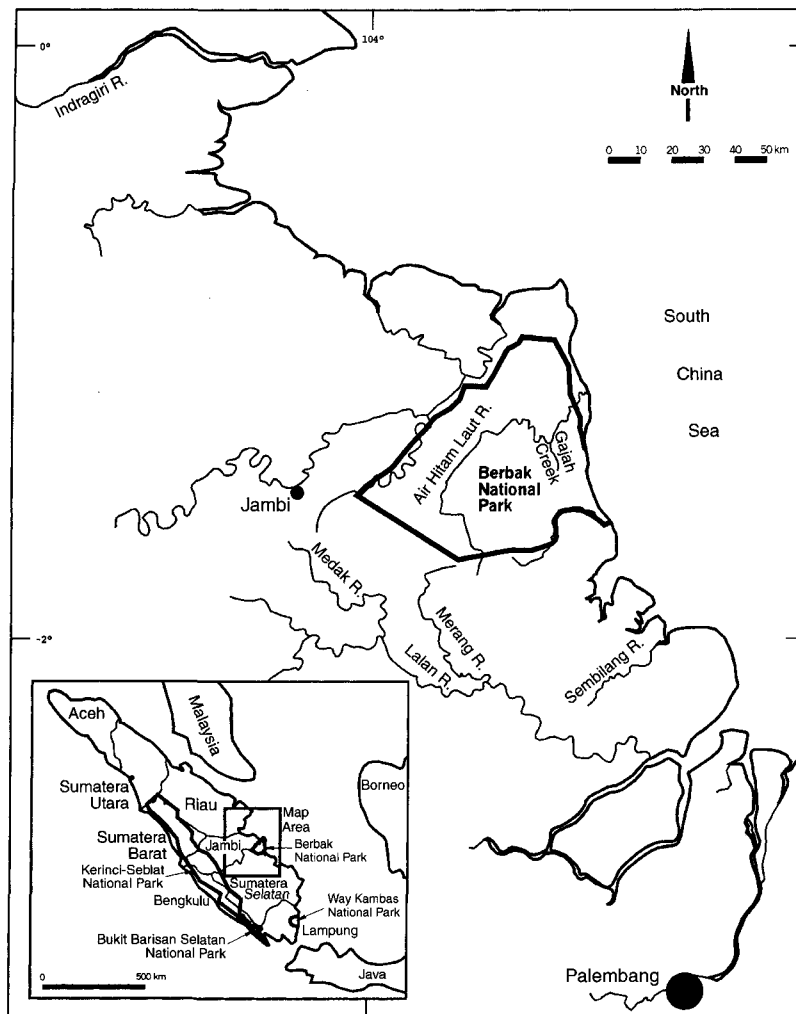 0°
104°
Indragiri R.
North
0 10 20 30 40 50 km
South
China
Sea
Air Hitam Laut R.
Gajah
Creek
Berbak
National
Park
Jambi
Medak R.
Merang R.
-2°
Lalan R.
Sembilang R.
Aceh
Malaysia
Sumatera
Utara
Riau
Borneo
Map
Area
Sumatera
Barat
Jambi
Berbak
National Park
Kerinci-Seblat
National Park
Sumatera
Selatan
Bengkulu
Way Kambas
National Park
Lampung
Bukit Barisan Selatan
National Park
0 500 km
Java
Palembang